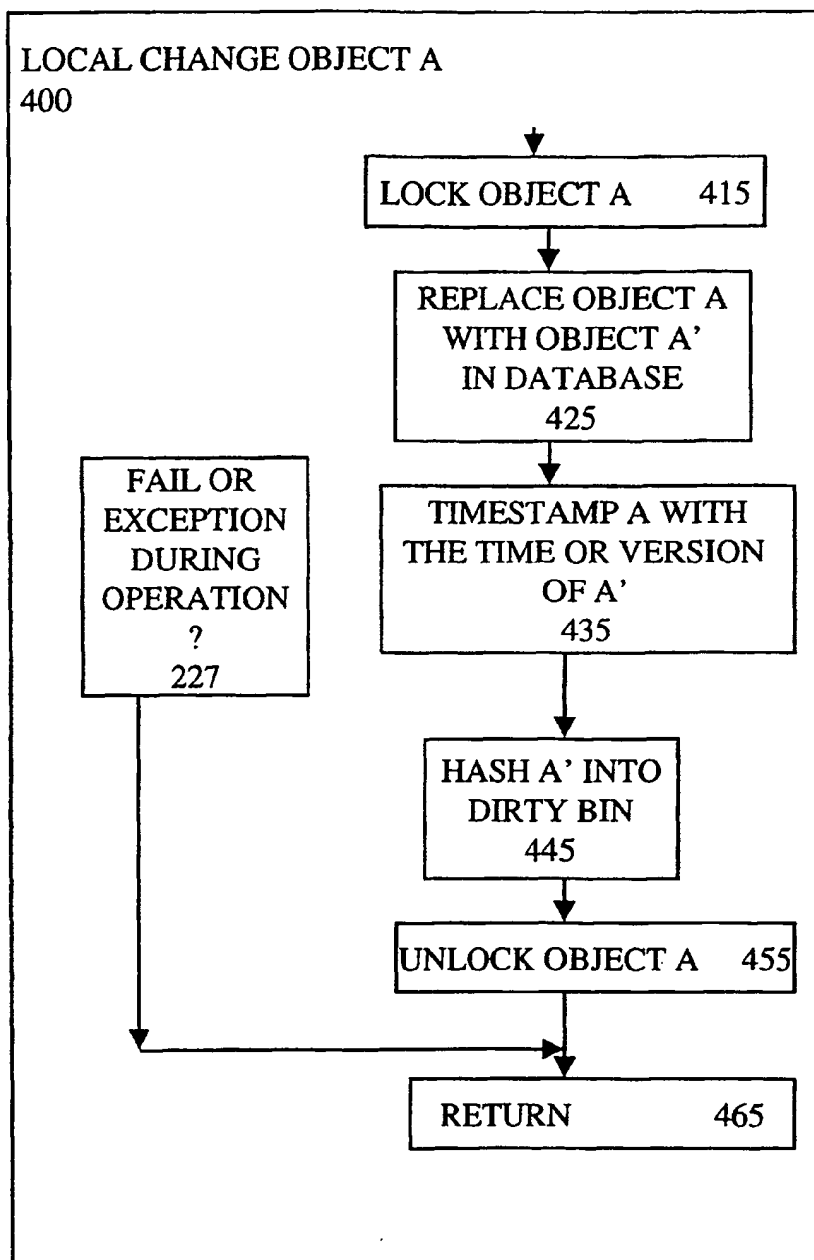 LOCAL CHANGE OBJECT A
400
LOCK OBJECT A 415
REPLACE OBJECT A
WITH OBJECT A’
IN DATABASE
425
FAIL OR
EXCEPTION
DURING
OPERATION
?
227
TIMESTAMP A WITH
THE TIME OR VERSION
OF A’
435
HASH A’ INTO
DIRTY BIN
445
UNLOCK OBJECT A 455
RETURN 465